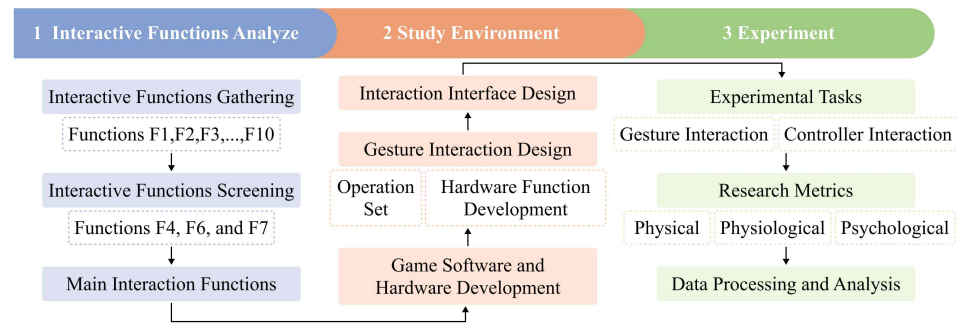 1 Interactive Functions Analyze
2 Study Environment
3 Experiment
Interactive Functions Gathering
Functions F1,F2,F3,...,F10
Interactive Functions Screening
Functions F4, F6, and F7
Main Interaction Functions
Interaction Interface Design
Gesture Interaction Design
Operation
Set
Hardware Function
Development
Game Software and
Hardware Development
Experimental Tasks
Gesture Interaction
Controller Interaction
Research Metrics
Physical
Physiological
Psychological
Data Processing and Analysis